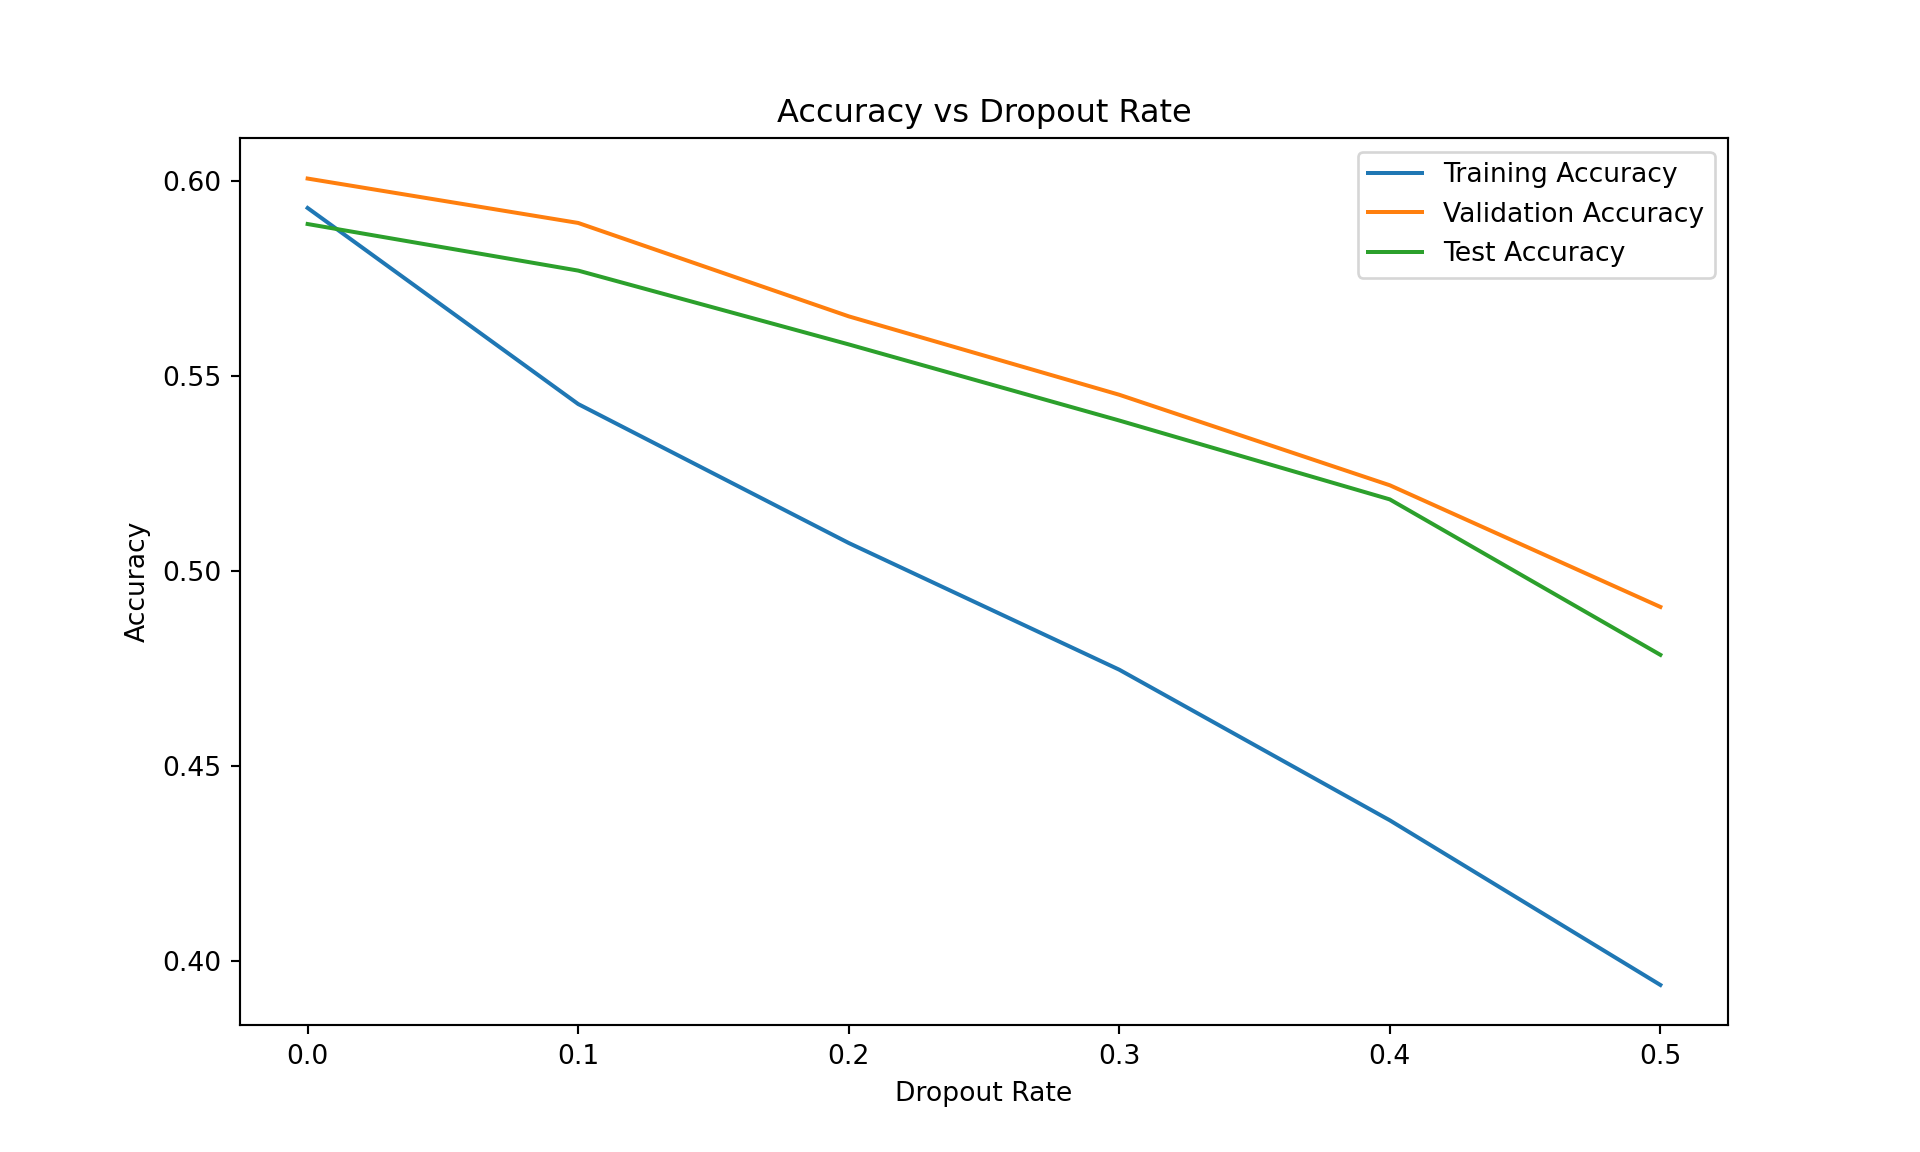 Accuracy vs Dropout Rate
Training Accuracy
Validation Accuracy
Test Accuracy
Accuracy
0.60
0.55
0.50
0.45
0.40
0.0 0.1 0.2 0.3 0.4 0.5
Dropout Rate